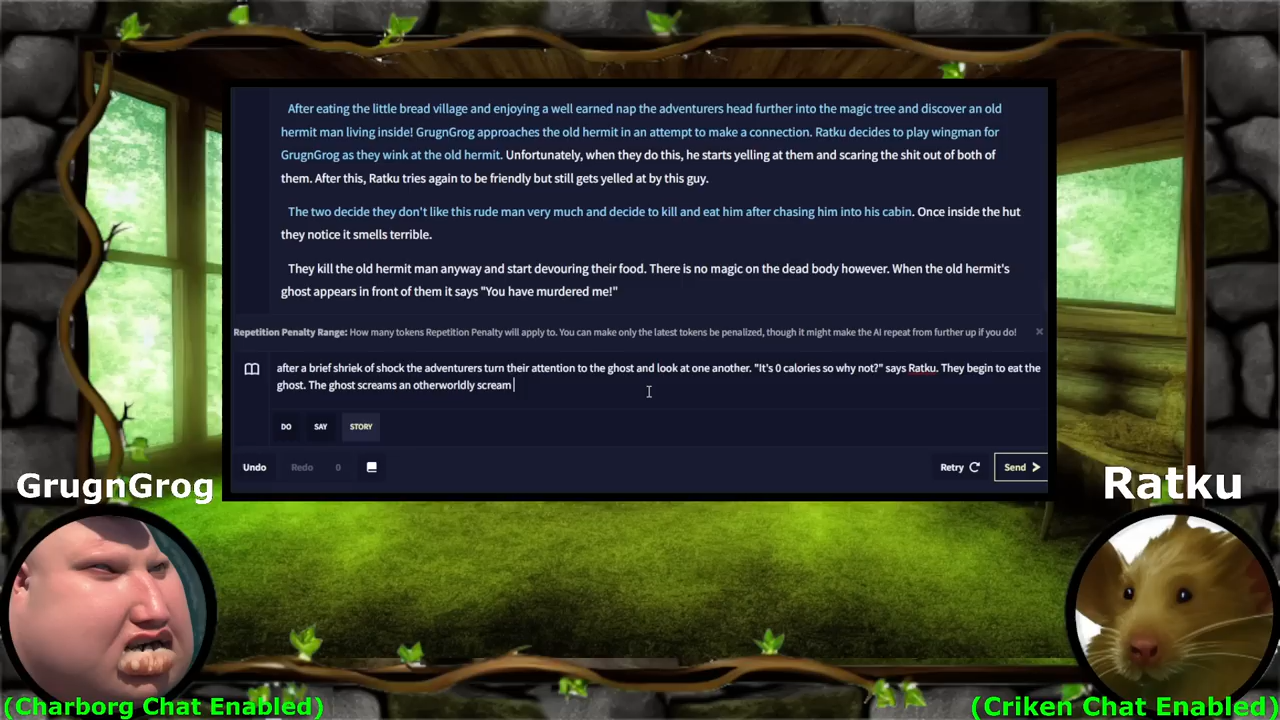 After eating the little bread village and enjoying a well earned nap the adventurers head further into the magic tree and discover an old
hermit man living inside! GrugnGrog approaches the old hermit in an attempt to make a connection. Ratku decides to play wingman for
GrugnGrog as they wink at the old hermit. Unfortunately, when they do this, he starts yelling at them and scaring the shit out of both of
them. After this, Ratku tries again to be friendly but still gets yelled at by this guy.
The two decide they don't like this rude man very much and decide to kill and eat him after chasing him into his cabin. Once inside the hut
they notice it smells terrible.
They kill the old hermit man anyway and start devouring their food. There is no magic on the dead body however. When the old hermit's
ghost appears in front of them it says "You have murdered me!"
Repetition Penalty Range: How many tokens Repetition Penalty will apply to. You can make only the latest tokens be penalized, though it might make the AI repeat from further up if you do!
after a brief shriek of shock the adventurers turn their attention to the ghost and look at one another. "It's 0 calories so why not?" says Ratku. They begin to eat the
ghost. The ghost screams an otherworldly scream
DO SAY STORY
Undo Redo 0 Retry Send
GrugnGrog
Ratku
(Charborg Chat Enabled)
(Criken Chat Enabled)